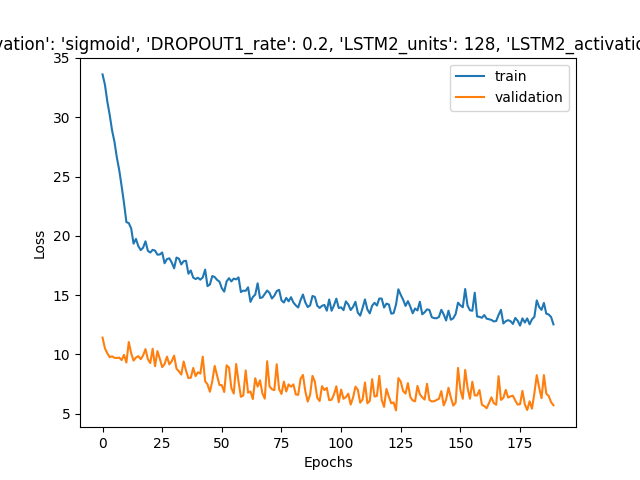 vation': 'sigmoid', 'DROPOUT1_rate': 0.2, 'LSTM2_units': 128, 'LSTM2_activatio
35
30
25
20
15
10
5
Loss
train
validation
0 25 50 75 100 125 150 175
Epochs